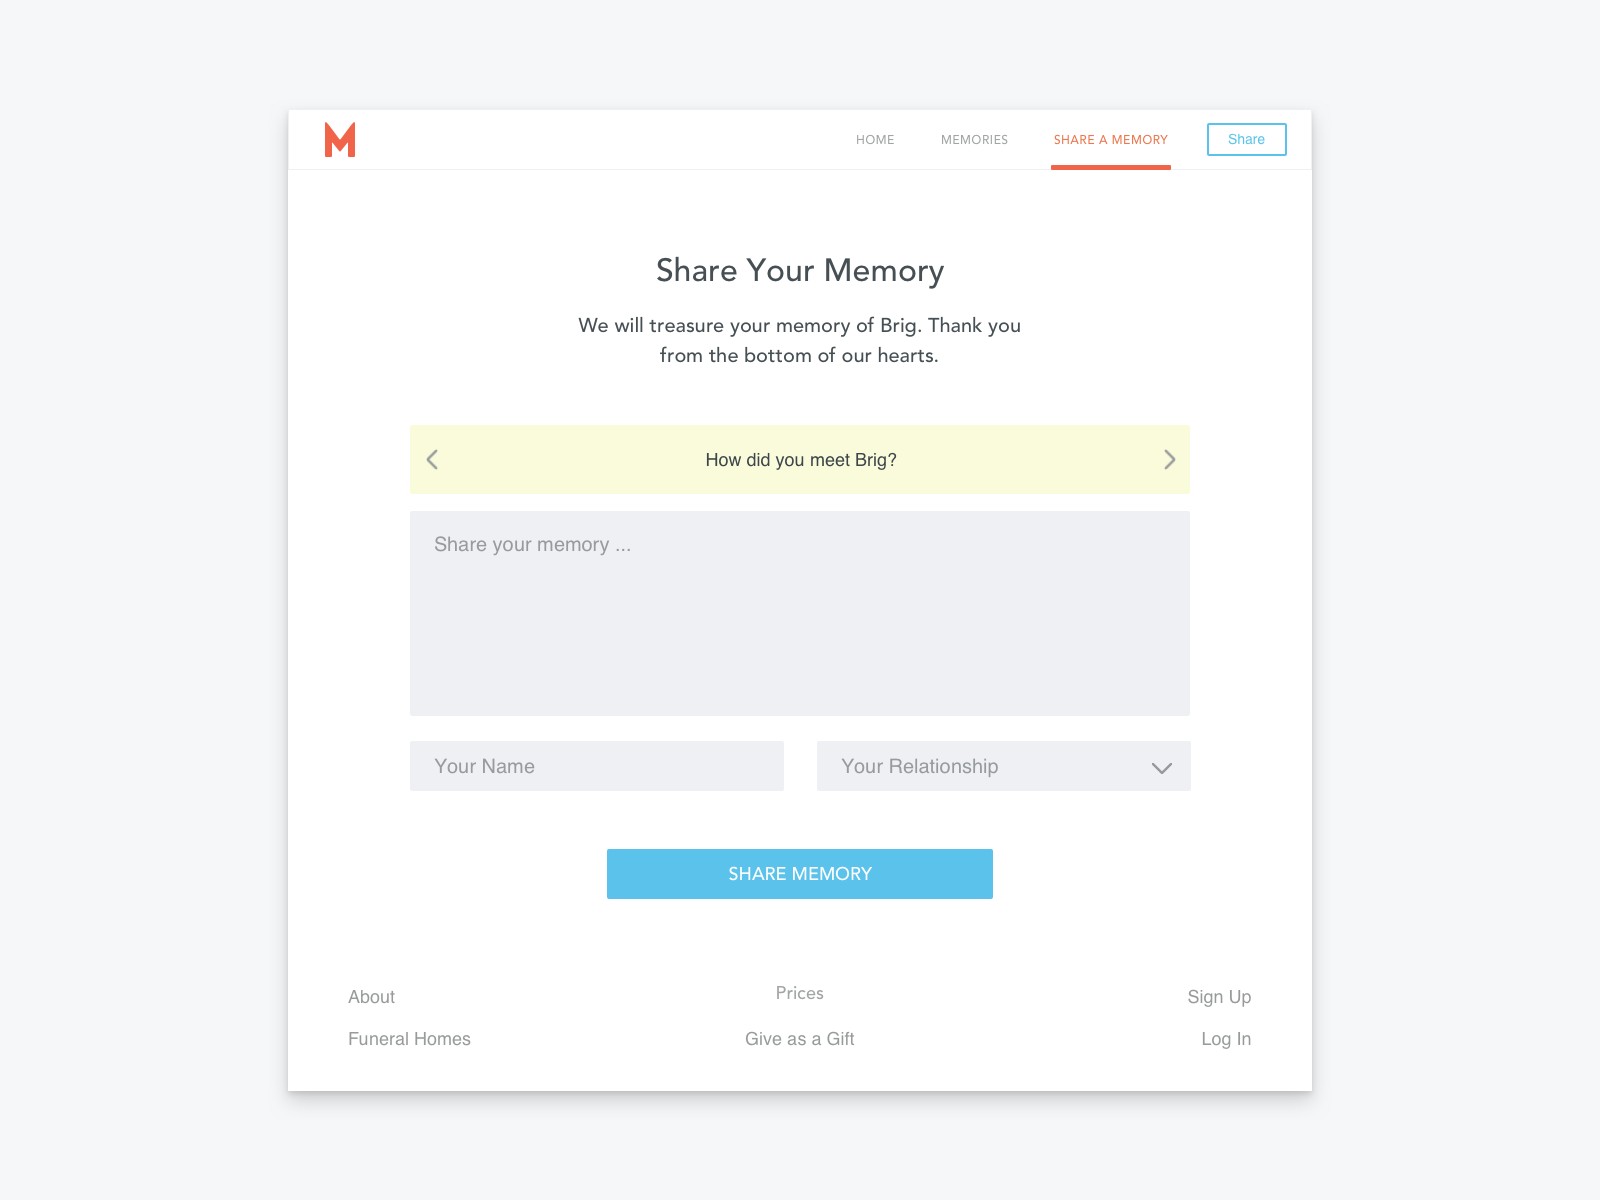 M
HOME
MEMORIES
SHARE A MEMORY
Share
Share Your Memory
We will treasure your memory of Brig. Thank you
from the bottom of our hearts.
How did you meet Brig?
Share your memory ...
Your Name
Your Relationship
SHARE MEMORY
About
Prices
Sign Up
Funeral Homes
Give as a Gift
Log In